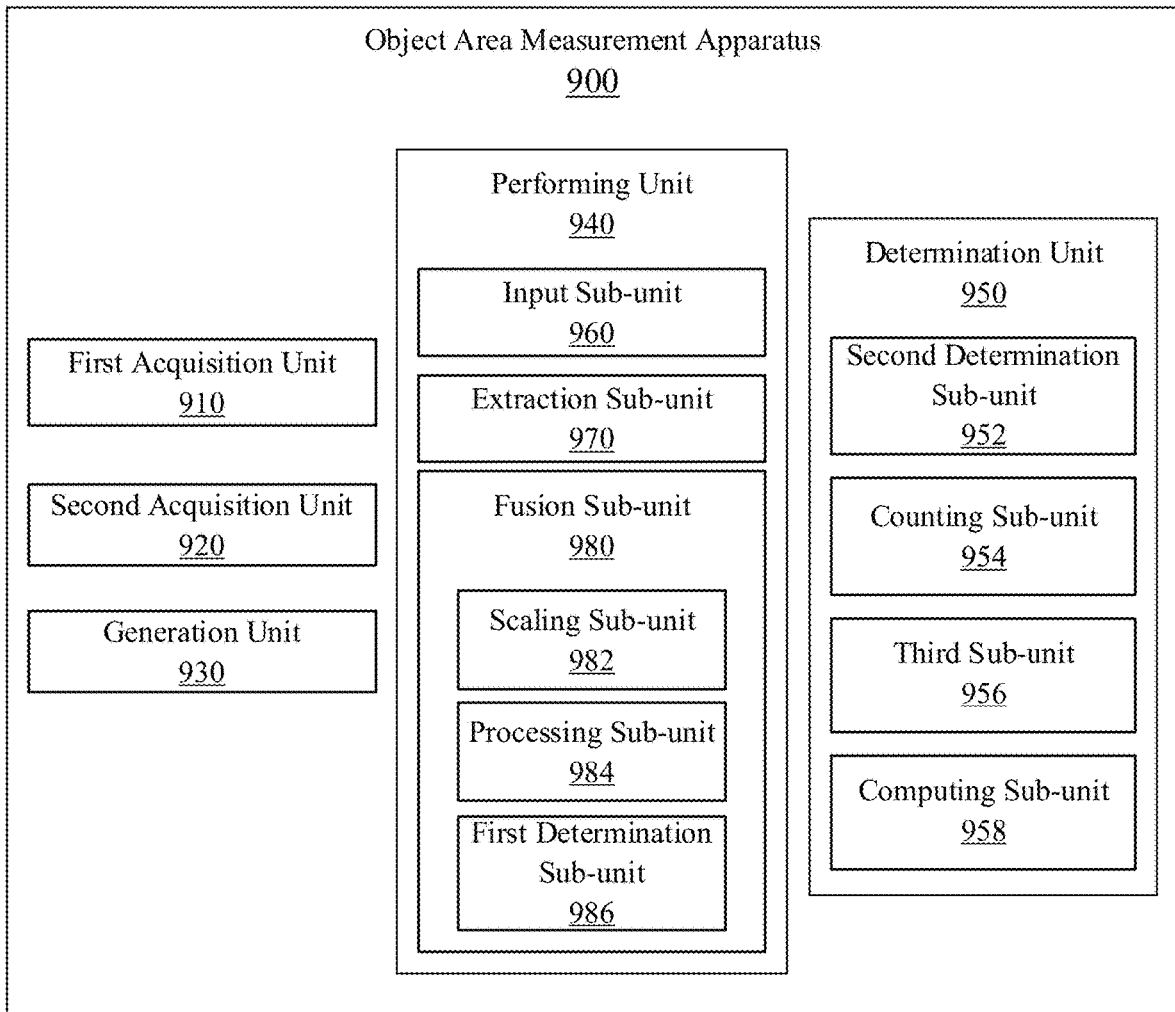 Object Area Measurement Apparatus
900
First Acquisition Unit
910
Second Acquisition Unit
920
Generation Unit
930
Performing Unit
940
Input Sub-unit
960
Extraction Sub-unit
970
Fusion Sub-unit
980
Scaling Sub-unit
982
Processing Sub-unit
984
First Determination
Sub-unit
986
Determination Unit
950
Second Determination
Sub-unit
952
Counting Sub-unit
954
Third Sub-unit
956
Computing Sub-unit
958